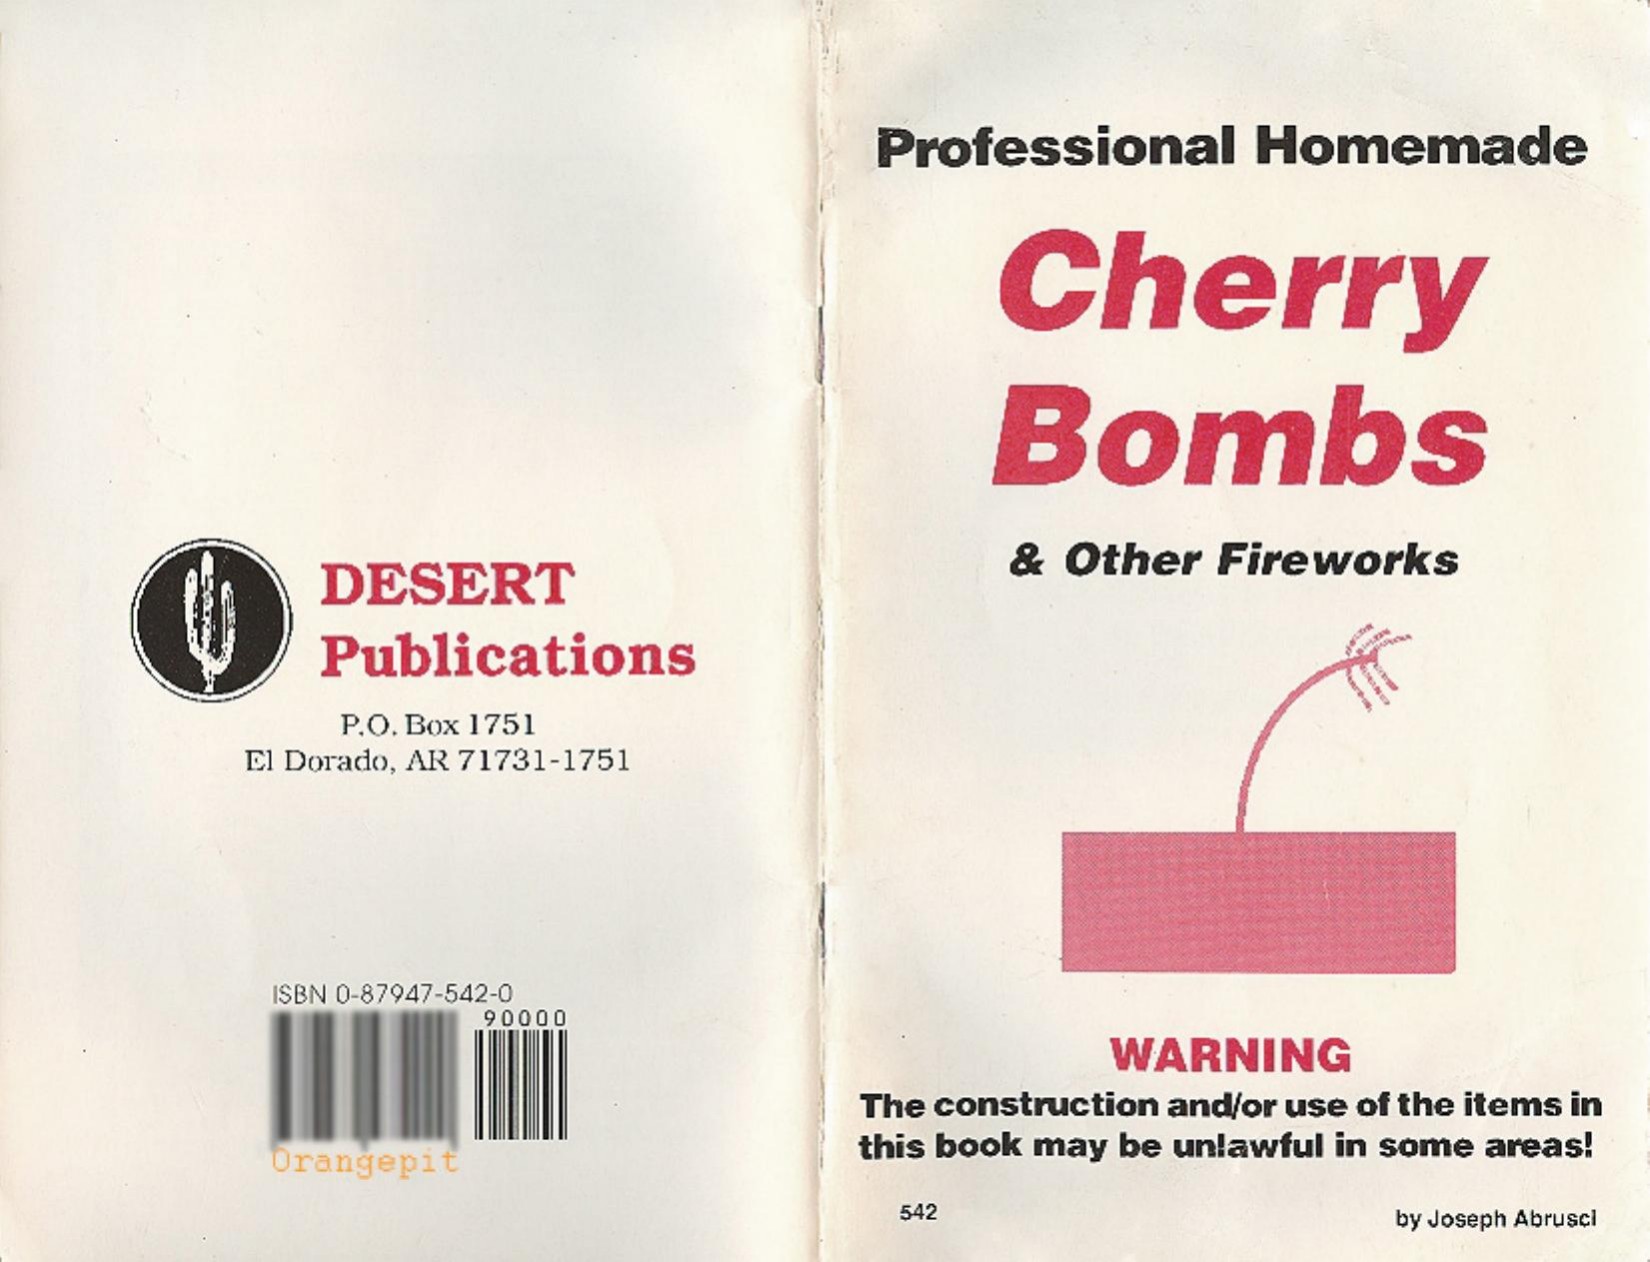 DESERT
Publications
P.O. Box 1751
El Dorado, AR 71731-1751
ISBN 0-87947-542-0
90000
Orangepit
Professional Homemade
Cherry
Bombs
& Other Fireworks
WARNING
The construction and/or use of the items in
this book may be unlawful in some areas!
542
by Joseph Abrusci